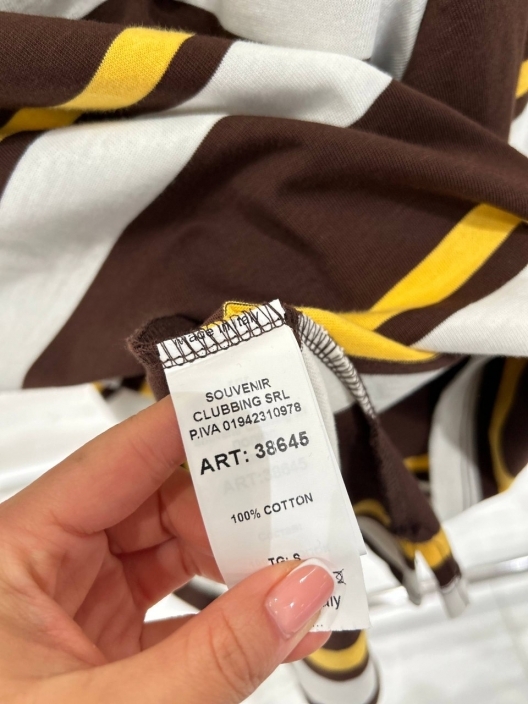 Made in Italy
SOUVENIR
CLUBBING SRL
P.IVA 01942310978
ART: 38645
100% COTTON
TG: S